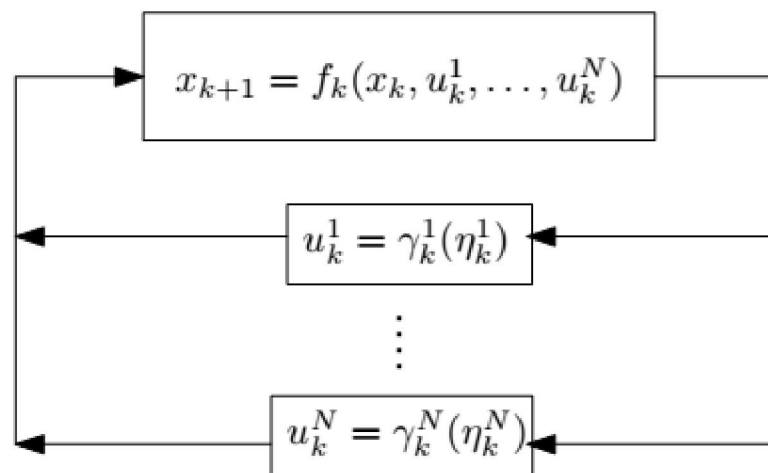 x_{k+1} = f_k(x_k, u_k^1, …, u_k^N)
u_k^1 = γ_k^1(η_k^1)
⋮
u_k^N = γ_k^N(η_k^N)